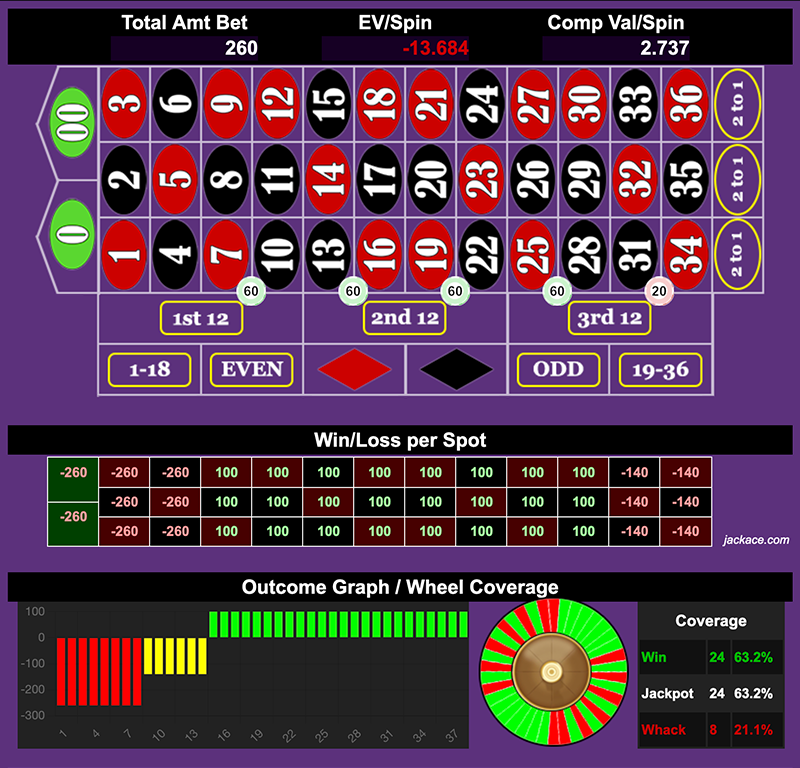 Total Amt Bet EV/Spin Comp Val/Spin
260 -13.684 2.737
00 3 6 9 12 15 18 21 24 27 30 33 36 2 to 1
2 5 8 11 14 17 20 23 26 29 32 35 2 to 1
0 1 4 7 10 13 16 19 22 25 28 31 34 2 to 1
60 60 60 60 20
1st 12 2nd 12 3rd 12
1-18 EVEN ODD 19-36
Win/Loss per Spot
-260 -260 -260 100 100 100 100 100 100 100 100 -140 -140
-260 -260 100 100 100 100 100 100 100 100 -140 -140
-260 -260 -260 100 100 100 100 100 100 100 100 -140 -140
jackace.com
Outcome Graph / Wheel Coverage
100
0
-100
-200
-300
1 4 7 10 13 16 19 22 25 28 31 34 37
Coverage
Win 24 63.2%
Jackpot 24 63.2%
Whack 8 21.1%